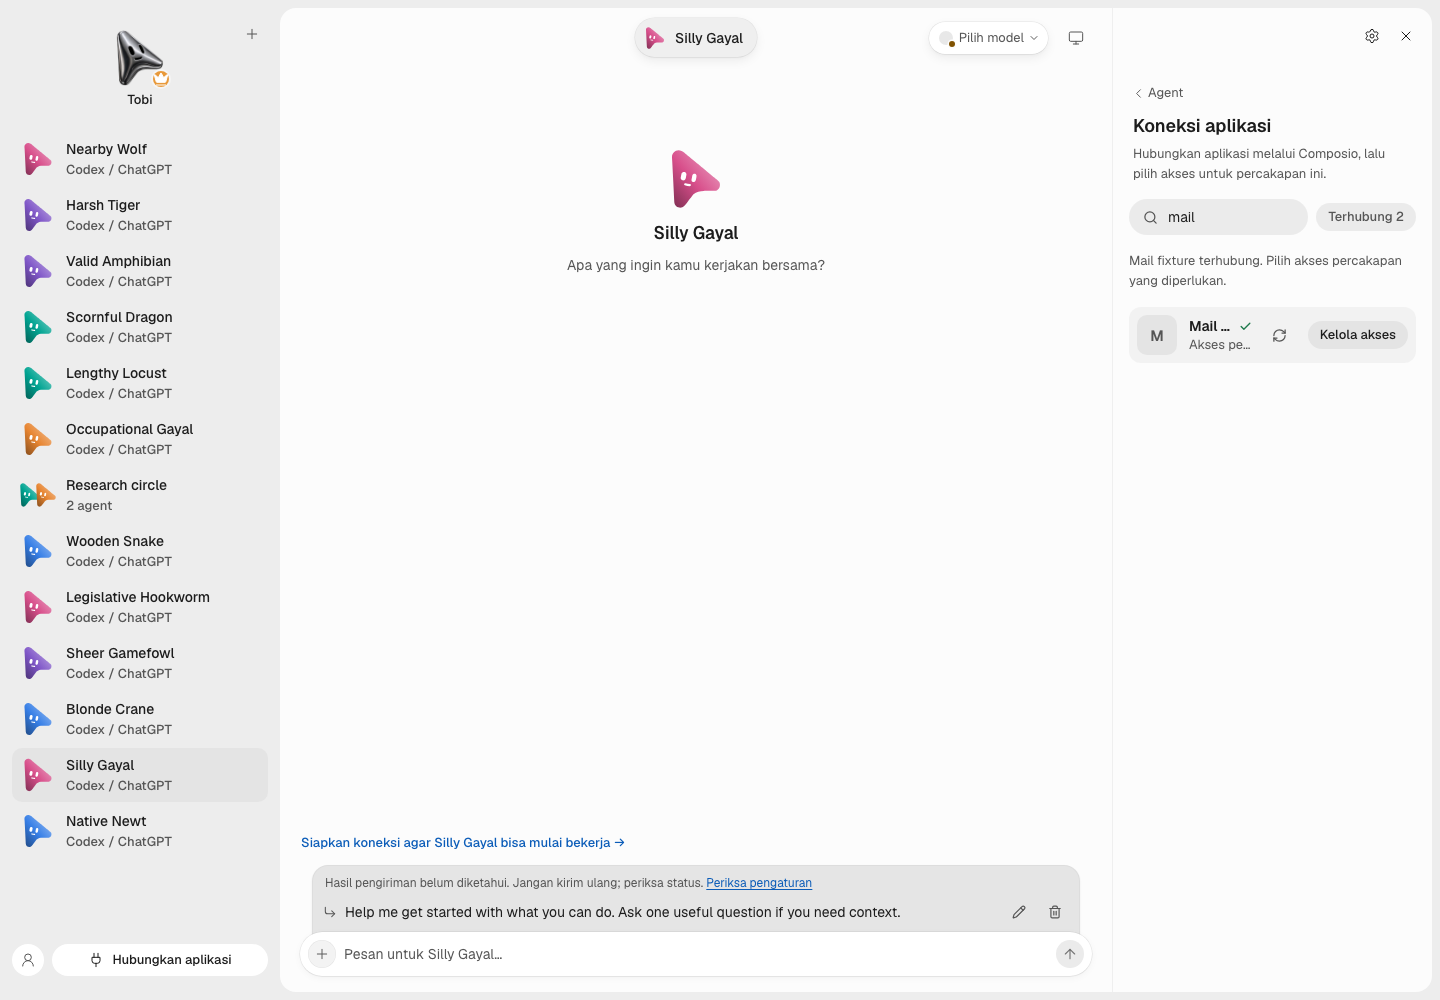 Tobi
Nearby Wolf
Codex / ChatGPT
Harsh Tiger
Codex / ChatGPT
Valid Amphibian
Codex / ChatGPT
Scornful Dragon
Codex / ChatGPT
Lengthy Locust
Codex / ChatGPT
Occupational Gayal
Codex / ChatGPT
Research circle
2 agent
Wooden Snake
Codex / ChatGPT
Legislative Hookworm
Codex / ChatGPT
Sheer Gamefowl
Codex / ChatGPT
Blonde Crane
Codex / ChatGPT
Silly Gayal
Codex / ChatGPT
Native Newt
Codex / ChatGPT
Hubungkan aplikasi
Silly Gayal
Pilih model
Silly Gayal
Apa yang ingin kamu kerjakan bersama?
Siapkan koneksi agar Silly Gayal bisa mulai bekerja →
Hasil pengiriman belum diketahui. Jangan kirim ulang; periksa status. Periksa pengaturan
Help me get started with what you can do. Ask one useful question if you need context.
Pesan untuk Silly Gayal...
Agent
Koneksi aplikasi
Hubungkan aplikasi melalui Composio, lalu
pilih akses untuk percakapan ini.
mail
Terhubung 2
Mail fixture terhubung. Pilih akses percakapan
yang diperlukan.
M
Mail ...
Akses pe...
Kelola akses